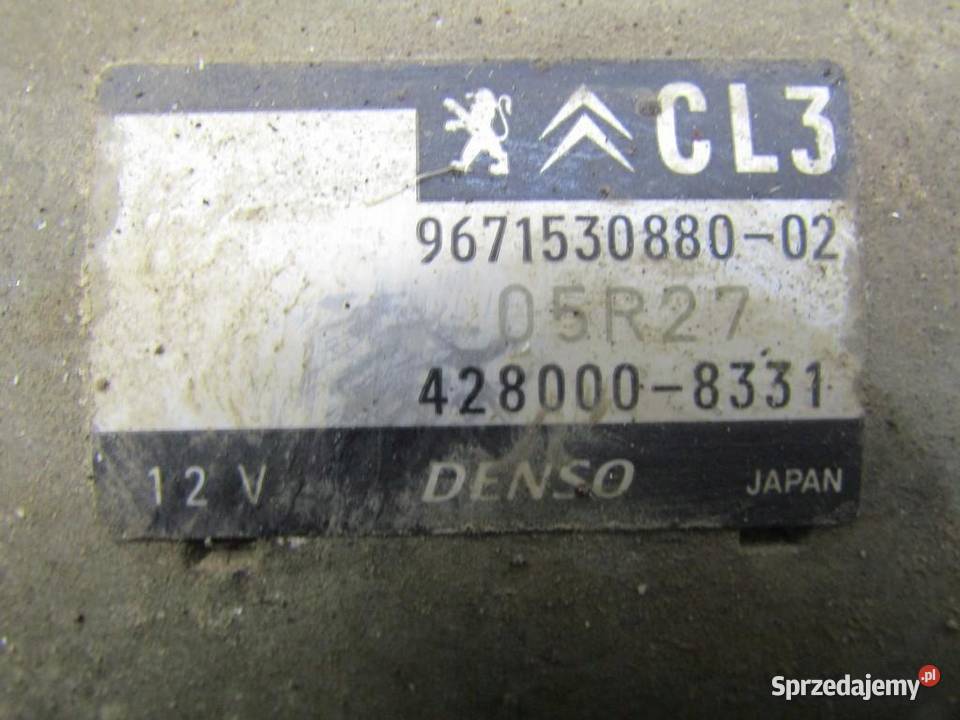 CL3
9671530880-02
05R27
428000-8331
12 V DENSO JAPAN
Sprzedajemy.pl